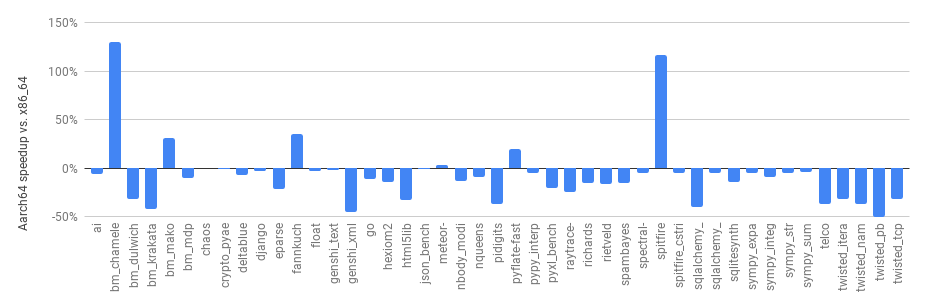 Aarch64 speedup vs. x86_64
150%
100%
50%
0%
-50%
ai
bm_chamele
bm_dulwich
bm_krakata
bm_mako
bm_mdp
chaos
crypto_pyae
deltablue
django
eparse
fannkuch
float
genshi_text
genshi_xml
go
hexiom2
html5lib
json_bench
meteor-
nbody_modi
nqueens
pidigits
pyflate-fast
pypy_interp
pyxl_bench
raytrace-
richards
rietveld
spambayes
spectral-
spitfire
spitfire_cstri
sqlalchemy_
sqlalchemy_
sqlitesynth
sympy_expa
sympy_integ
sympy_str
sympy_sum
telco
twisted_itera
twisted_nam
twisted_pb
twisted_tcp